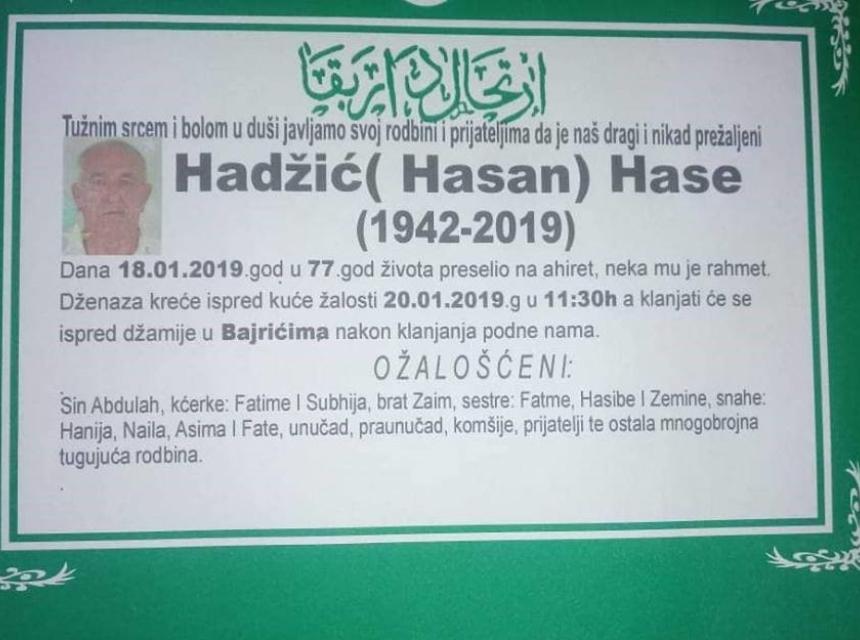 ارتحال دار بقا
Tužnim srcem i bolom u duši javljamo svoj rodbini i prijateljima da je naš dragi i nikad prežaljeni
Hadžić( Hasan) Hase
(1942-2019)
Dana 18.01.2019.god u 77.god života preselio na ahiret, neka mu je rahmet.
Dženaza kreće ispred kuće žalosti 20.01.2019.g u 11:30h a klanjati će se
ispred džamije u Bajrićima nakon klanjanja podne nama.
OŽALOŠĆENI:
Sin Abdulah, kćerke: Fatime I Subhija, brat Zaim, sestre: Fatme, Hasibe I Zemine, snahe:
Hanija, Naila, Asima I Fate, unučad, praunučad, komšije, prijatelji te ostala mnogobrojna
tugujuća rodbina.